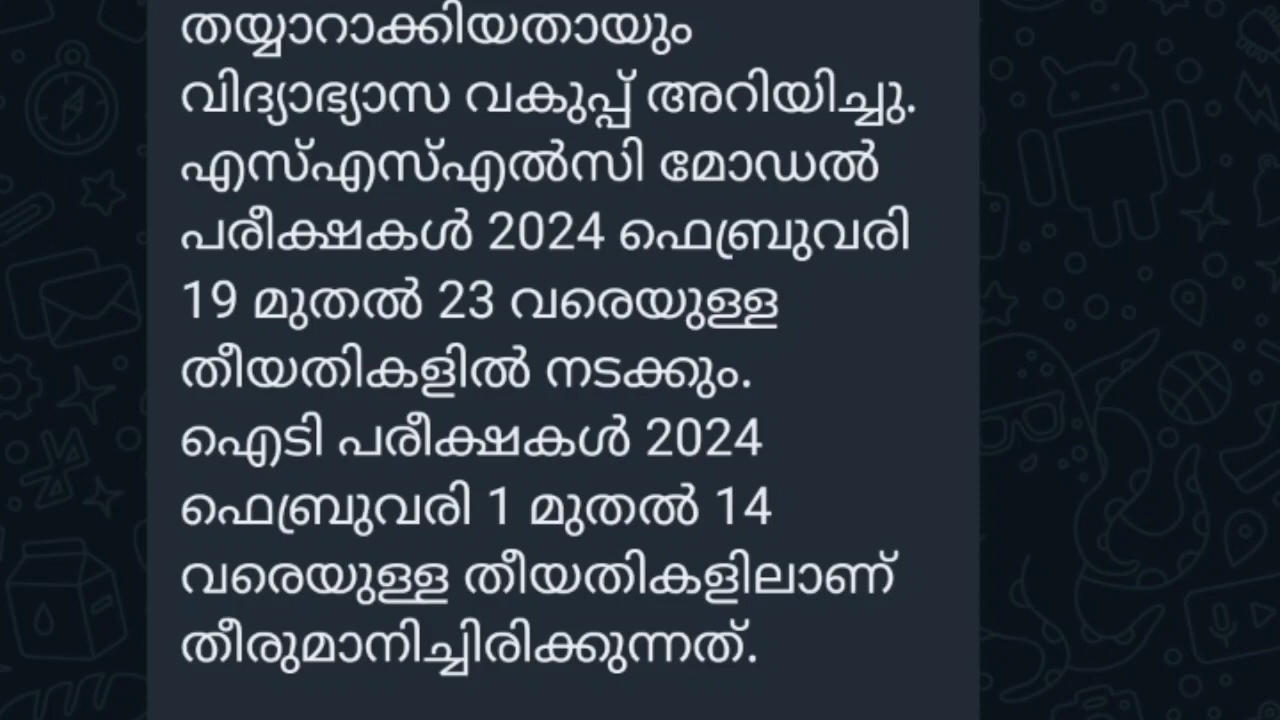 തയ്യാറാക്കിയതായും
വിദ്യാഭ്യാസ വകുപ്പ് അറിയിച്ചു.
എസ്എസ്എൽസി മോഡൽ
പരീക്ഷകൾ 2024 ഫെബ്രുവരി
19 മുതൽ 23 വരെയുള്ള
തീയതികളിൽ നടക്കും.
ഐടി പരീക്ഷകൾ 2024
ഫെബ്രുവരി 1 മുതൽ 14
വരെയുള്ള തീയതികളിലാണ്
തീരുമാനിച്ചിരിക്കുന്നത്.